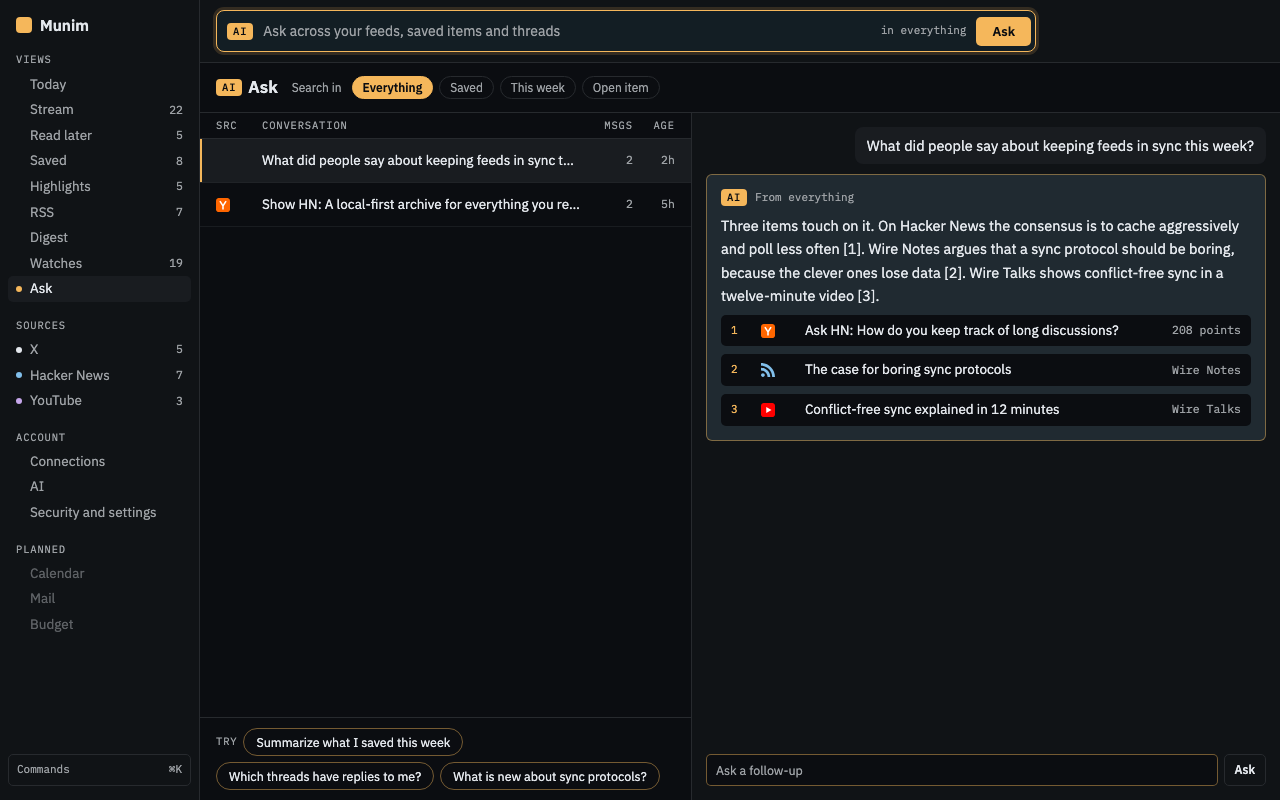 Munim
VIEWS
Today
Stream 22
Read later 5
Saved 8
Highlights 5
RSS 7
Digest
Watches 19
Ask
SOURCES
X 5
Hacker News 7
YouTube 3
ACCOUNT
Connections
AI
Security and settings
PLANNED
Calendar
Mail
Budget
Commands ⌘K
AI Ask across your feeds, saved items and threads in everything Ask
AI Ask Search in Everything Saved This week Open item
SRC CONVERSATION MSGS AGE
What did people say about keeping feeds in sync t... 2 2h
Y Show HN: A local-first archive for everything you re... 2 5h
TRY Summarize what I saved this week
Which threads have replies to me? What is new about sync protocols?
What did people say about keeping feeds in sync this week?
AI From everything
Three items touch on it. On Hacker News the consensus is to cache aggressively
and poll less often [1]. Wire Notes argues that a sync protocol should be boring,
because the clever ones lose data [2]. Wire Talks shows conflict-free sync in a
twelve-minute video [3].
1 Y Ask HN: How do you keep track of long discussions? 208 points
2 The case for boring sync protocols Wire Notes
3 Conflict-free sync explained in 12 minutes Wire Talks
Ask a follow-up Ask